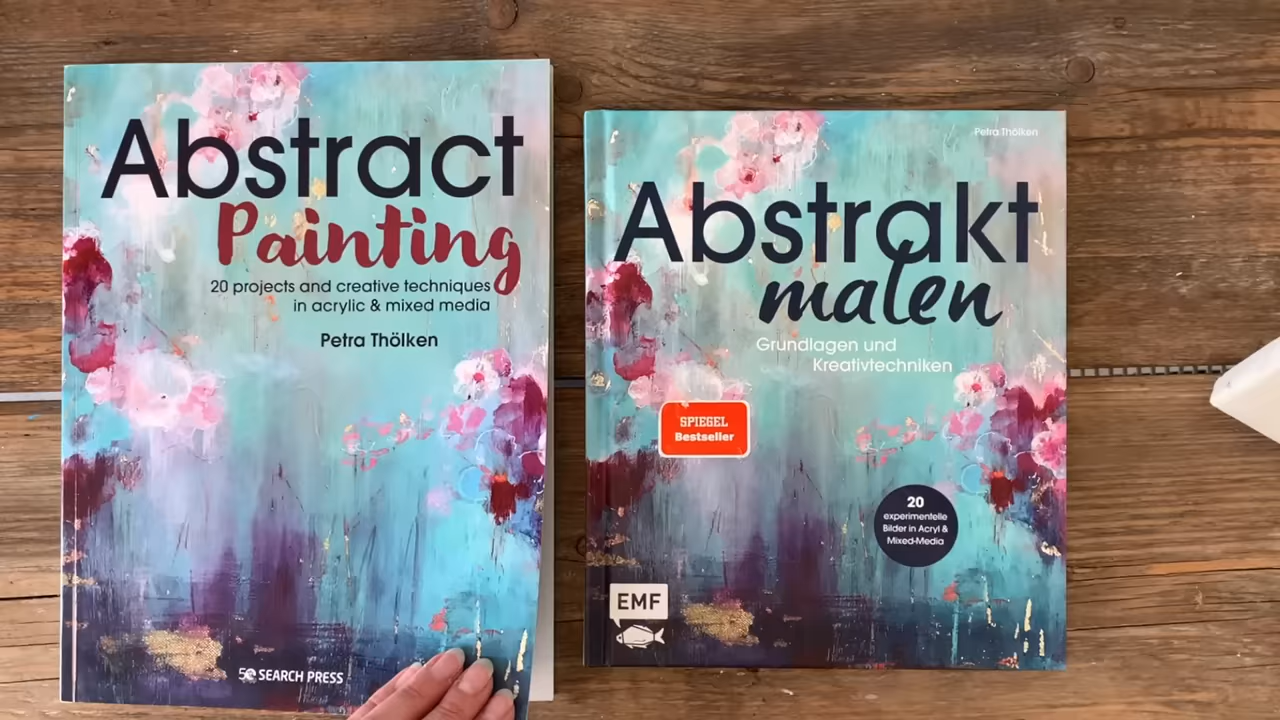 Abstract
Painting
20 projects and creative techniques
in acrylic & mixed media
Petra Thölken
50 SEARCH PRESS
Petra Thölken
Abstrakt
malen
Grundlagen und
Kreativtechniken
SPIEGEL
Bestseller
20
experimentelle
Bilder in Acryl &
Mixed-Media
EMF